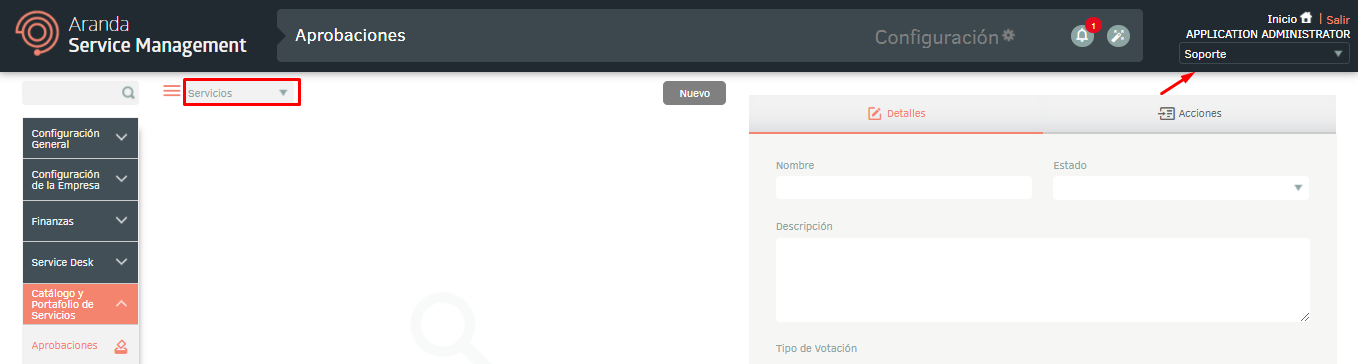 Aranda
Service Management
Aprobaciones
Configuración
1
Inicio | Salir
APPLICATION ADMINISTRATOR
Soporte
Servicios
Nuevo
Configuración
General
Configuración
de la Empresa
Finanzas
Service Desk
Catálogo y
Portafolio de
Servicios
Aprobaciones
Detalles
Acciones
Nombre
Estado
Descripción
Tipo de Votación